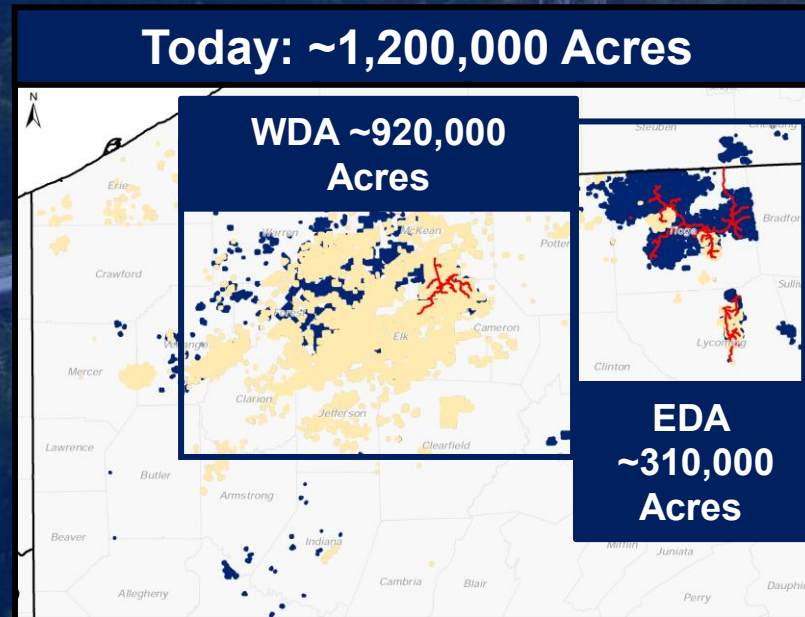 Today: ~1,200,000 Acres
N
WDA ~920,000
Acres
Steuben
Erie
Warren
McKean
Potter
Tioga
Bradford
Crawford
Forest
Elk
Cameron
Lycoming
Mercer
Clarion
Clinton
Jefferson
Clearfield
Lawrence
Butler
EDA
~310,000
Acres
Armstrong
Beaver
Indiana
Mifflin
Juniata
Allegheny
Cambria
Blair
Perry
Dauphin